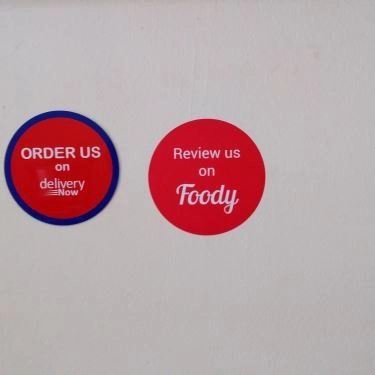 ORDER US
on
delivery
Now
Review us
on
Foody